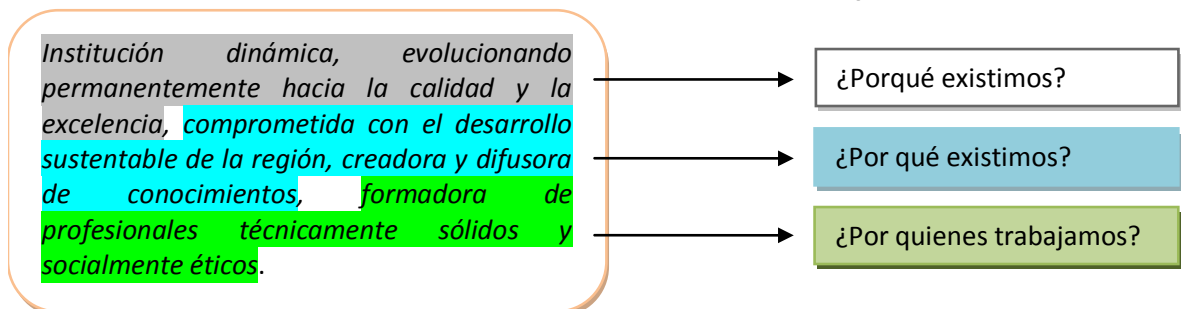 Institución dinámica, evolucionando
permanentemente hacia la calidad y la
excelencia, comprometida con el desarrollo
sustentable de la región, creadora y difusora
de conocimientos, formadora de
profesionales técnicamente sólidos y
socialmente éticos.
¿Porqué existimos?
¿Por qué existimos?
¿Por quienes trabajamos?